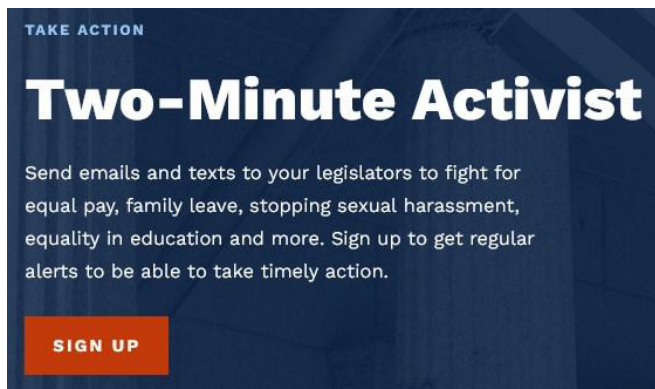 TAKE ACTION
Two-Minute Activist
Send emails and texts to your legislators to fight for
equal pay, family leave, stopping sexual harassment,
equality in education and more. Sign up to get regular
alerts to be able to take timely action.
SIGN UP